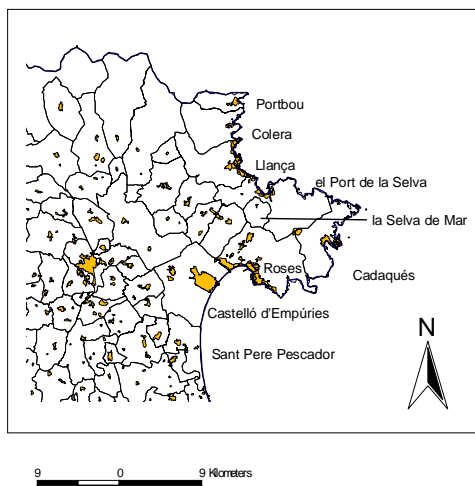 Portbou
Colera
Llançà
el Port de la Selva
la Selva de Mar
Roses
Cadaqués
Castelló d'Empúries
Sant Pere Pescador
N
9 0 9 Kilometers